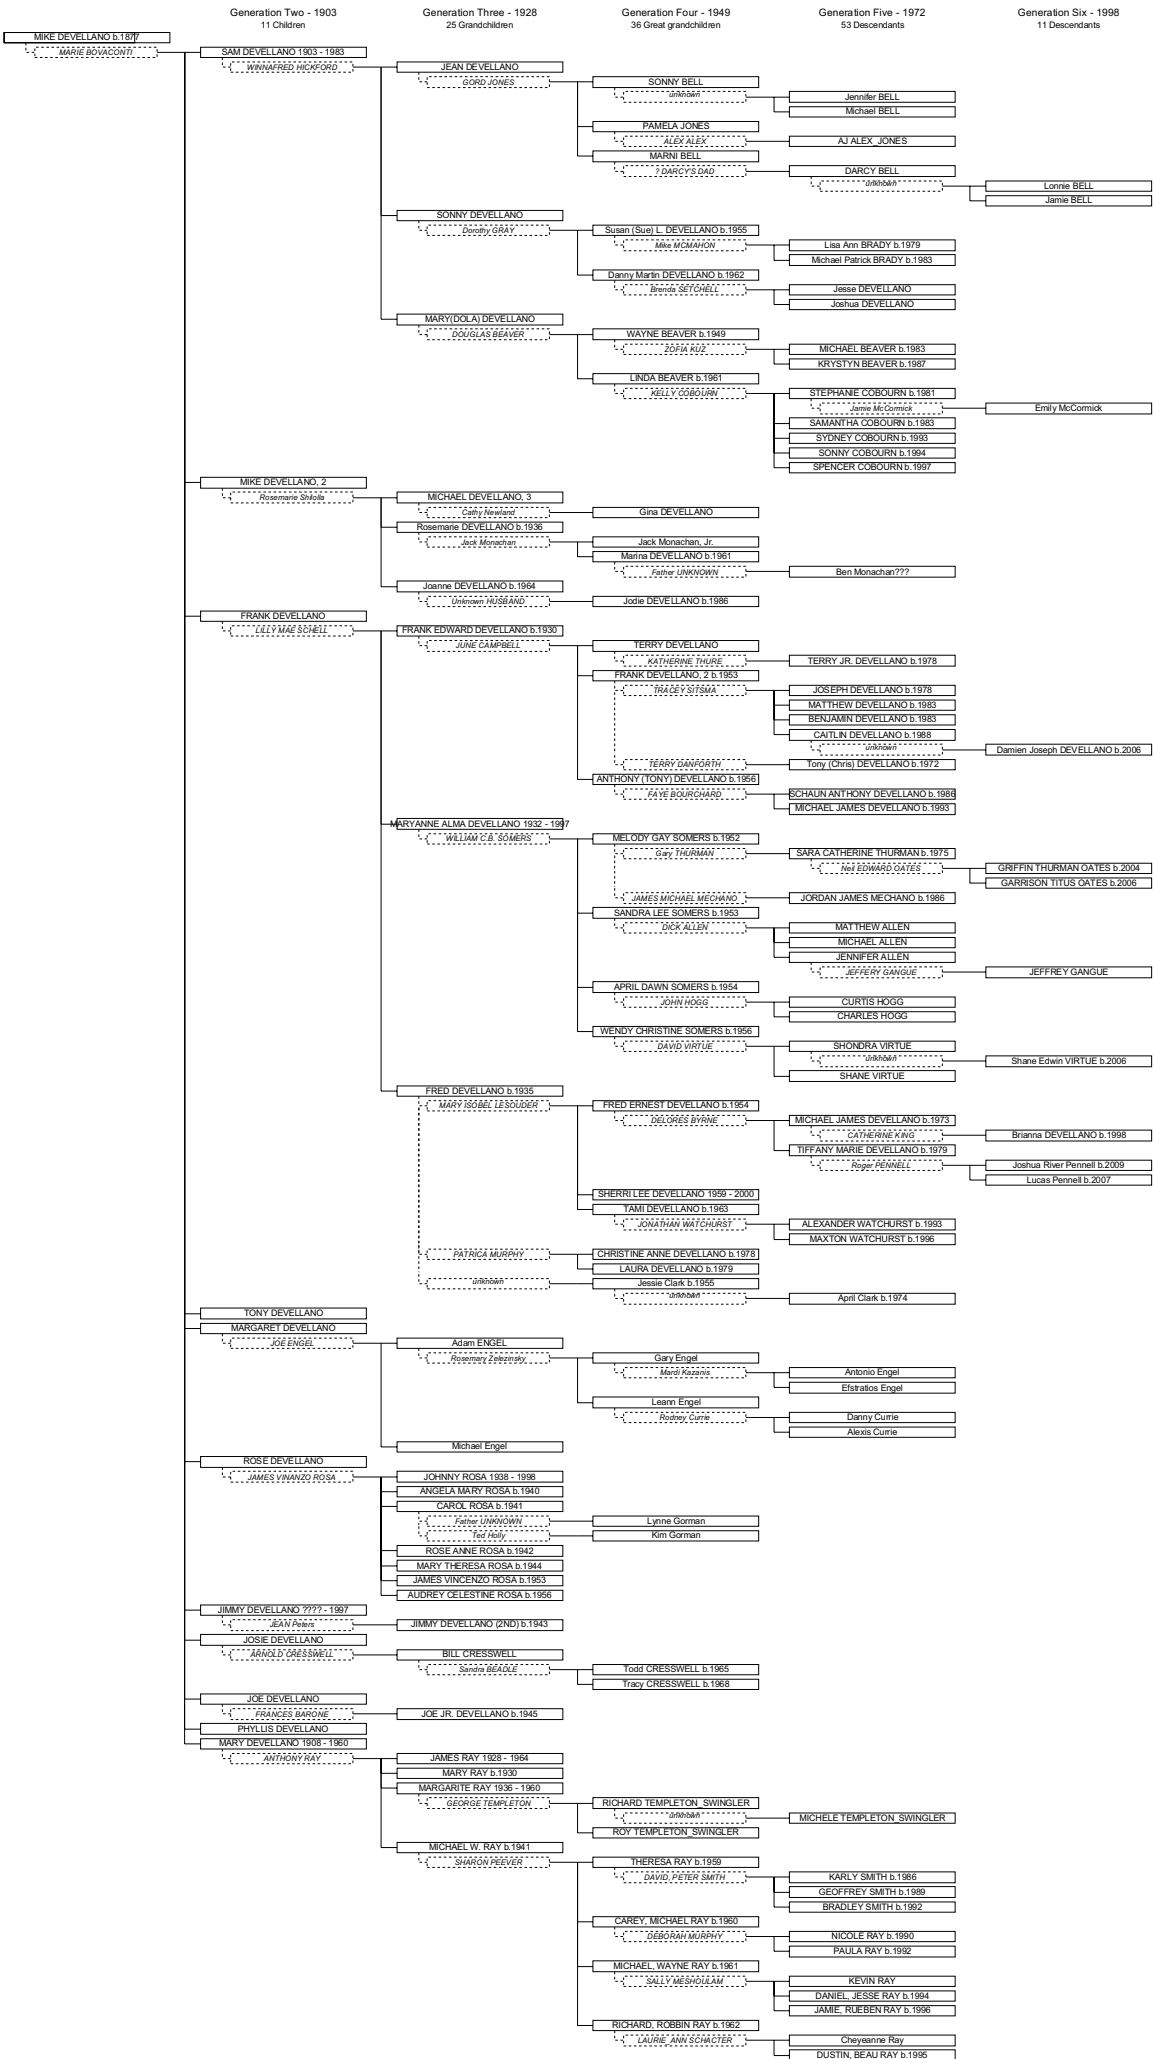 Generation Two - 1903 Generation Three - 1928 Generation Four - 1949 Generation Five - 1972 Generation Six - 1998
11 Children 25 Grandchildren 36 Great grandchildren 53 Descendants 11 Descendants
MIKE DEVELLANO b.1877
MARIE BOVACONTI SAM DEVELLANO 1903 - 1983
WINNAFRED HICKFORD JEAN DEVELLANO
GORD JONES SONNY BELL
unknown Jennifer BELL
Michael BELL
PAMELA JONES
ALEX ALEX AJ ALEX_JONES
MARNI BELL
? DARCY'S DAD DARCY BELL
unknown Lonnie BELL
Jamie BELL
SONNY DEVELLANO
Dorothy GRAY Susan (Sue) L. DEVELLANO b.1955
Mike MCMAHON Lisa Ann BRADY b.1979
Michael Patrick BRADY b.1983
Danny Martin DEVELLANO b.1962
Brenda SETCHELL Jesse DEVELLANO
Joshua DEVELLANO
MARY(DOLA) DEVELLANO
DOUGLAS BEAVER WAYNE BEAVER b.1949
ZOFIA KUZ MICHAEL BEAVER b.1983
KRYSTYN BEAVER b.1987
LINDA BEAVER b.1961
KELLY COBOURN STEPHANIE COBOURN b.1981
Jamie McCormick Emily McCormick
SAMANTHA COBOURN b.1983
SYDNEY COBOURN b.1993
SONNY COBOURN b.1994
SPENCER COBOURN b.1997
MIKE DEVELLANO, 2
Rosemarie Shilolla MICHAEL DEVELLANO, 3
Cathy Newland Gina DEVELLANO
Rosemarie DEVELLANO b.1936
Jack Monachan Jack Monachan, Jr.
Marina DEVELLANO b.1961
Father UNKNOWN Ben Monachan???
Joanne DEVELLANO b.1964
Unknown HUSBAND Jodie DEVELLANO b.1986
FRANK DEVELLANO
LILLY MAE SCHELL FRANK EDWARD DEVELLANO b.1930
JUNE CAMPBELL TERRY DEVELLANO
KATHERINE THURE TERRY JR. DEVELLANO b.1978
FRANK DEVELLANO, 2 b.1953
TRACEY SITSMA JOSEPH DEVELLANO b.1978
MATTHEW DEVELLANO b.1983
BENJAMIN DEVELLANO b.1983
CAITLIN DEVELLANO b.1988
unknown Damien Joseph DEVELLANO b.2006
TERRY DANFORTH Tony (Chris) DEVELLANO b.1972
ANTHONY (TONY) DEVELLANO b.1956
FAYE BOURCHARD SCHAUN ANTHONY DEVELLANO b.1986
MICHAEL JAMES DEVELLANO b.1993
MARYANNE ALMA DEVELLANO 1932 - 1997
WILLIAM C.B. SOMERS MELODY GAY SOMERS b.1952
Gary THURMAN SARA CATHERINE THURMAN b.1975
Neil EDWARD OATES GRIFFIN THURMAN OATES b.2004
GARRISON TITUS OATES b.2006
JAMES MICHAEL MECHANO JORDAN JAMES MECHANO b.1986
SANDRA LEE SOMERS b.1953
DICK ALLEN MATTHEW ALLEN
MICHAEL ALLEN
JENNIFER ALLEN
JEFFERY GANGUE JEFFREY GANGUE
APRIL DAWN SOMERS b.1954
JOHN HOGG CURTIS HOGG
CHARLES HOGG
WENDY CHRISTINE SOMERS b.1956
DAVID VIRTUE SHONDRA VIRTUE
unknown Shane Edwin VIRTUE b.2006
SHANE VIRTUE
FRED DEVELLANO b.1935
MARY ISOBEL LESOUDER FRED ERNEST DEVELLANO b.1954
DELORES BYRNE MICHAEL JAMES DEVELLANO b.1973
CATHERINE KING Brianna DEVELLANO b.1998
TIFFANY MARIE DEVELLANO b.1979
Roger PENNELL Joshua River Pennell b.2009
Lucas Pennell b.2007
SHERRI LEE DEVELLANO 1959 - 2000
TAMI DEVELLANO b.1963
JONATHAN WATCHURST ALEXANDER WATCHURST b.1993
MAXTON WATCHURST b.1996
PATRICA MURPHY CHRISTINE ANNE DEVELLANO b.1978
LAURA DEVELLANO b.1979
unknown Jessie Clark b.1955
unknown April Clark b.1974
TONY DEVELLANO
MARGARET DEVELLANO
JOE ENGEL Adam ENGEL
Rosemary Zelezinsky Gary Engel
Mardi Kazanis Antonio Engel
Efstratios Engel
Leann Engel
Rodney Currie Danny Currie
Alexis Currie
Michael Engel
ROSE DEVELLANO
JAMES VINANZO ROSA JOHNNY ROSA 1938 - 1998
ANGELA MARY ROSA b.1940
CAROL ROSA b.1941
Father UNKNOWN Lynne Gorman
Ted Holly Kim Gorman
ROSE ANNE ROSA b.1942
MARY THERESA ROSA b.1944
JAMES VINCENZO ROSA b.1953
AUDREY CELESTINE ROSA b.1956
JIMMY DEVELLANO ???? - 1997
JEAN Peters JIMMY DEVELLANO (2ND) b.1943
JOSIE DEVELLANO
ARNOLD CRESSWELL BILL CRESSWELL
Sandra BEADLE Todd CRESSWELL b.1965
Tracy CRESSWELL b.1968
JOE DEVELLANO
FRANCES BARONE JOE JR. DEVELLANO b.1945
PHYLLIS DEVELLANO
MARY DEVELLANO 1908 - 1960
ANTHONY RAY JAMES RAY 1928 - 1964
MARY RAY b.1930
MARGARITE RAY 1936 - 1960
GEORGE TEMPLETON RICHARD TEMPLETON_SWINGLER
unknown MICHELE TEMPLETON_SWINGLER
ROY TEMPLETON_SWINGLER
MICHAEL W. RAY b.1941
SHARON PEEVER THERESA RAY b.1959
DAVID, PETER SMITH KARLY SMITH b.1986
GEOFFREY SMITH b.1989
BRADLEY SMITH b.1992
CAREY, MICHAEL RAY b.1960
DEBORAH MURPHY NICOLE RAY b.1990
PAULA RAY b.1992
MICHAEL, WAYNE RAY b.1961
SALLY MESHOULAM KEVIN RAY
DANIEL, JESSE RAY b.1994
JAMIE, RUEBEN RAY b.1996
RICHARD, ROBBIN RAY b.1962
LAURIE_ANN SCHACTER Cheyeanne Ray
DUSTIN, BEAU RAY b.1995